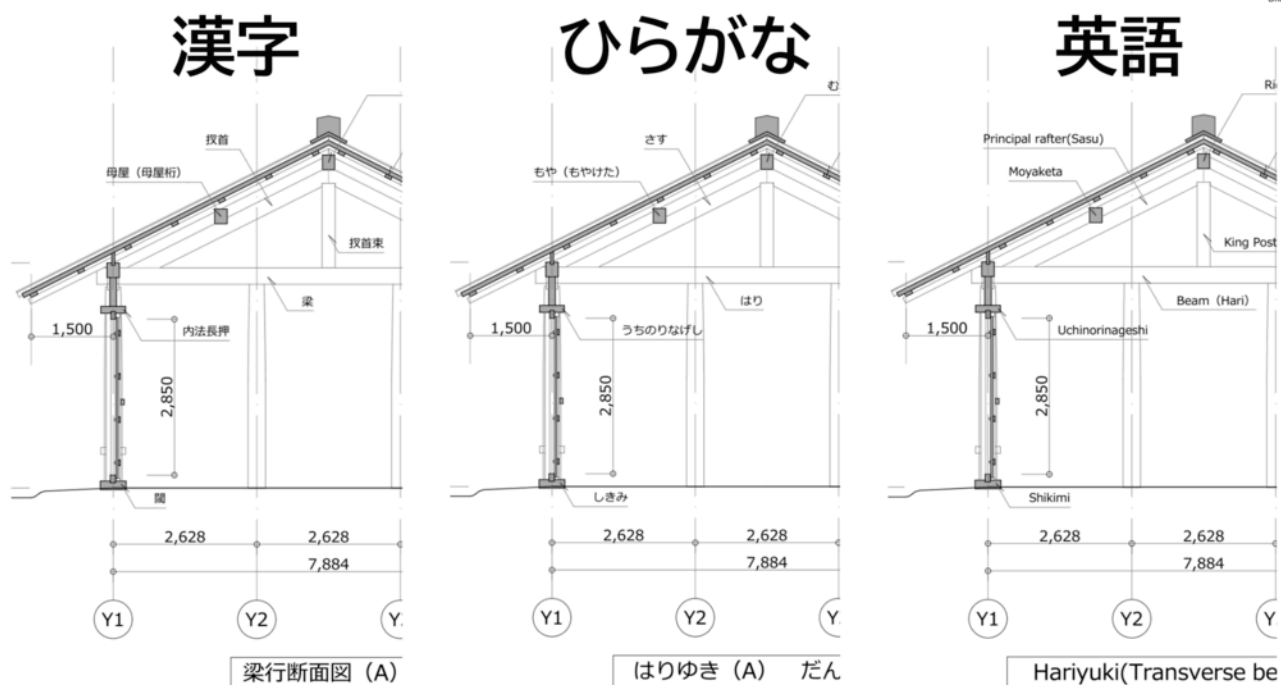 漢字
扠首
母屋（母屋桁）
扠首束
梁
1,500
内法長押
2,850
閾
2,628
2,628
7,884
Y1
Y2
梁行断面図（A）
ひらがな
む
さす
もや（もやけた）
はり
1,500
うちのりなげし
2,850
しきみ
2,628
2,628
7,884
Y1
Y2
はりゆき（A） だん
英語
Ri
Principal rafter(Sasu)
Moyaketa
King Post
Beam（Hari）
1,500
Uchinorinageshi
2,850
Shikimi
2,628
2,628
7,884
Y1
Y2
Hariyuki(Transverse be